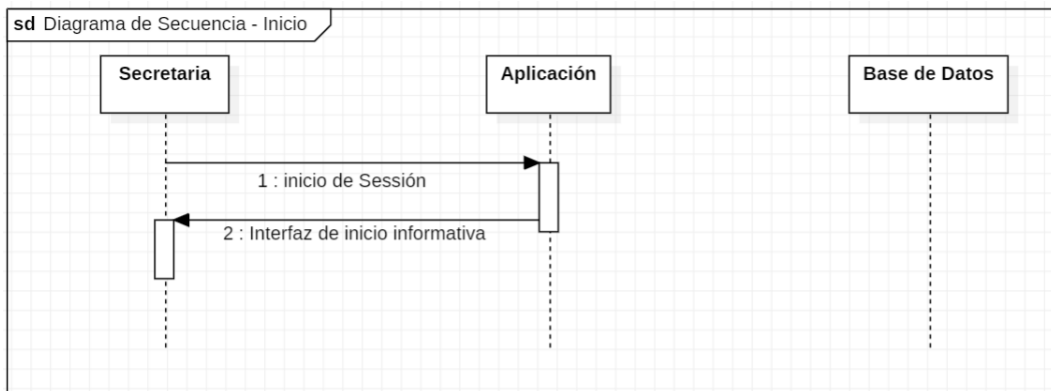 sd Diagrama de Secuencia - Inicio
Secretaria
Aplicación
Base de Datos
1 : inicio de Sessión
2 : Interfaz de inicio informativa